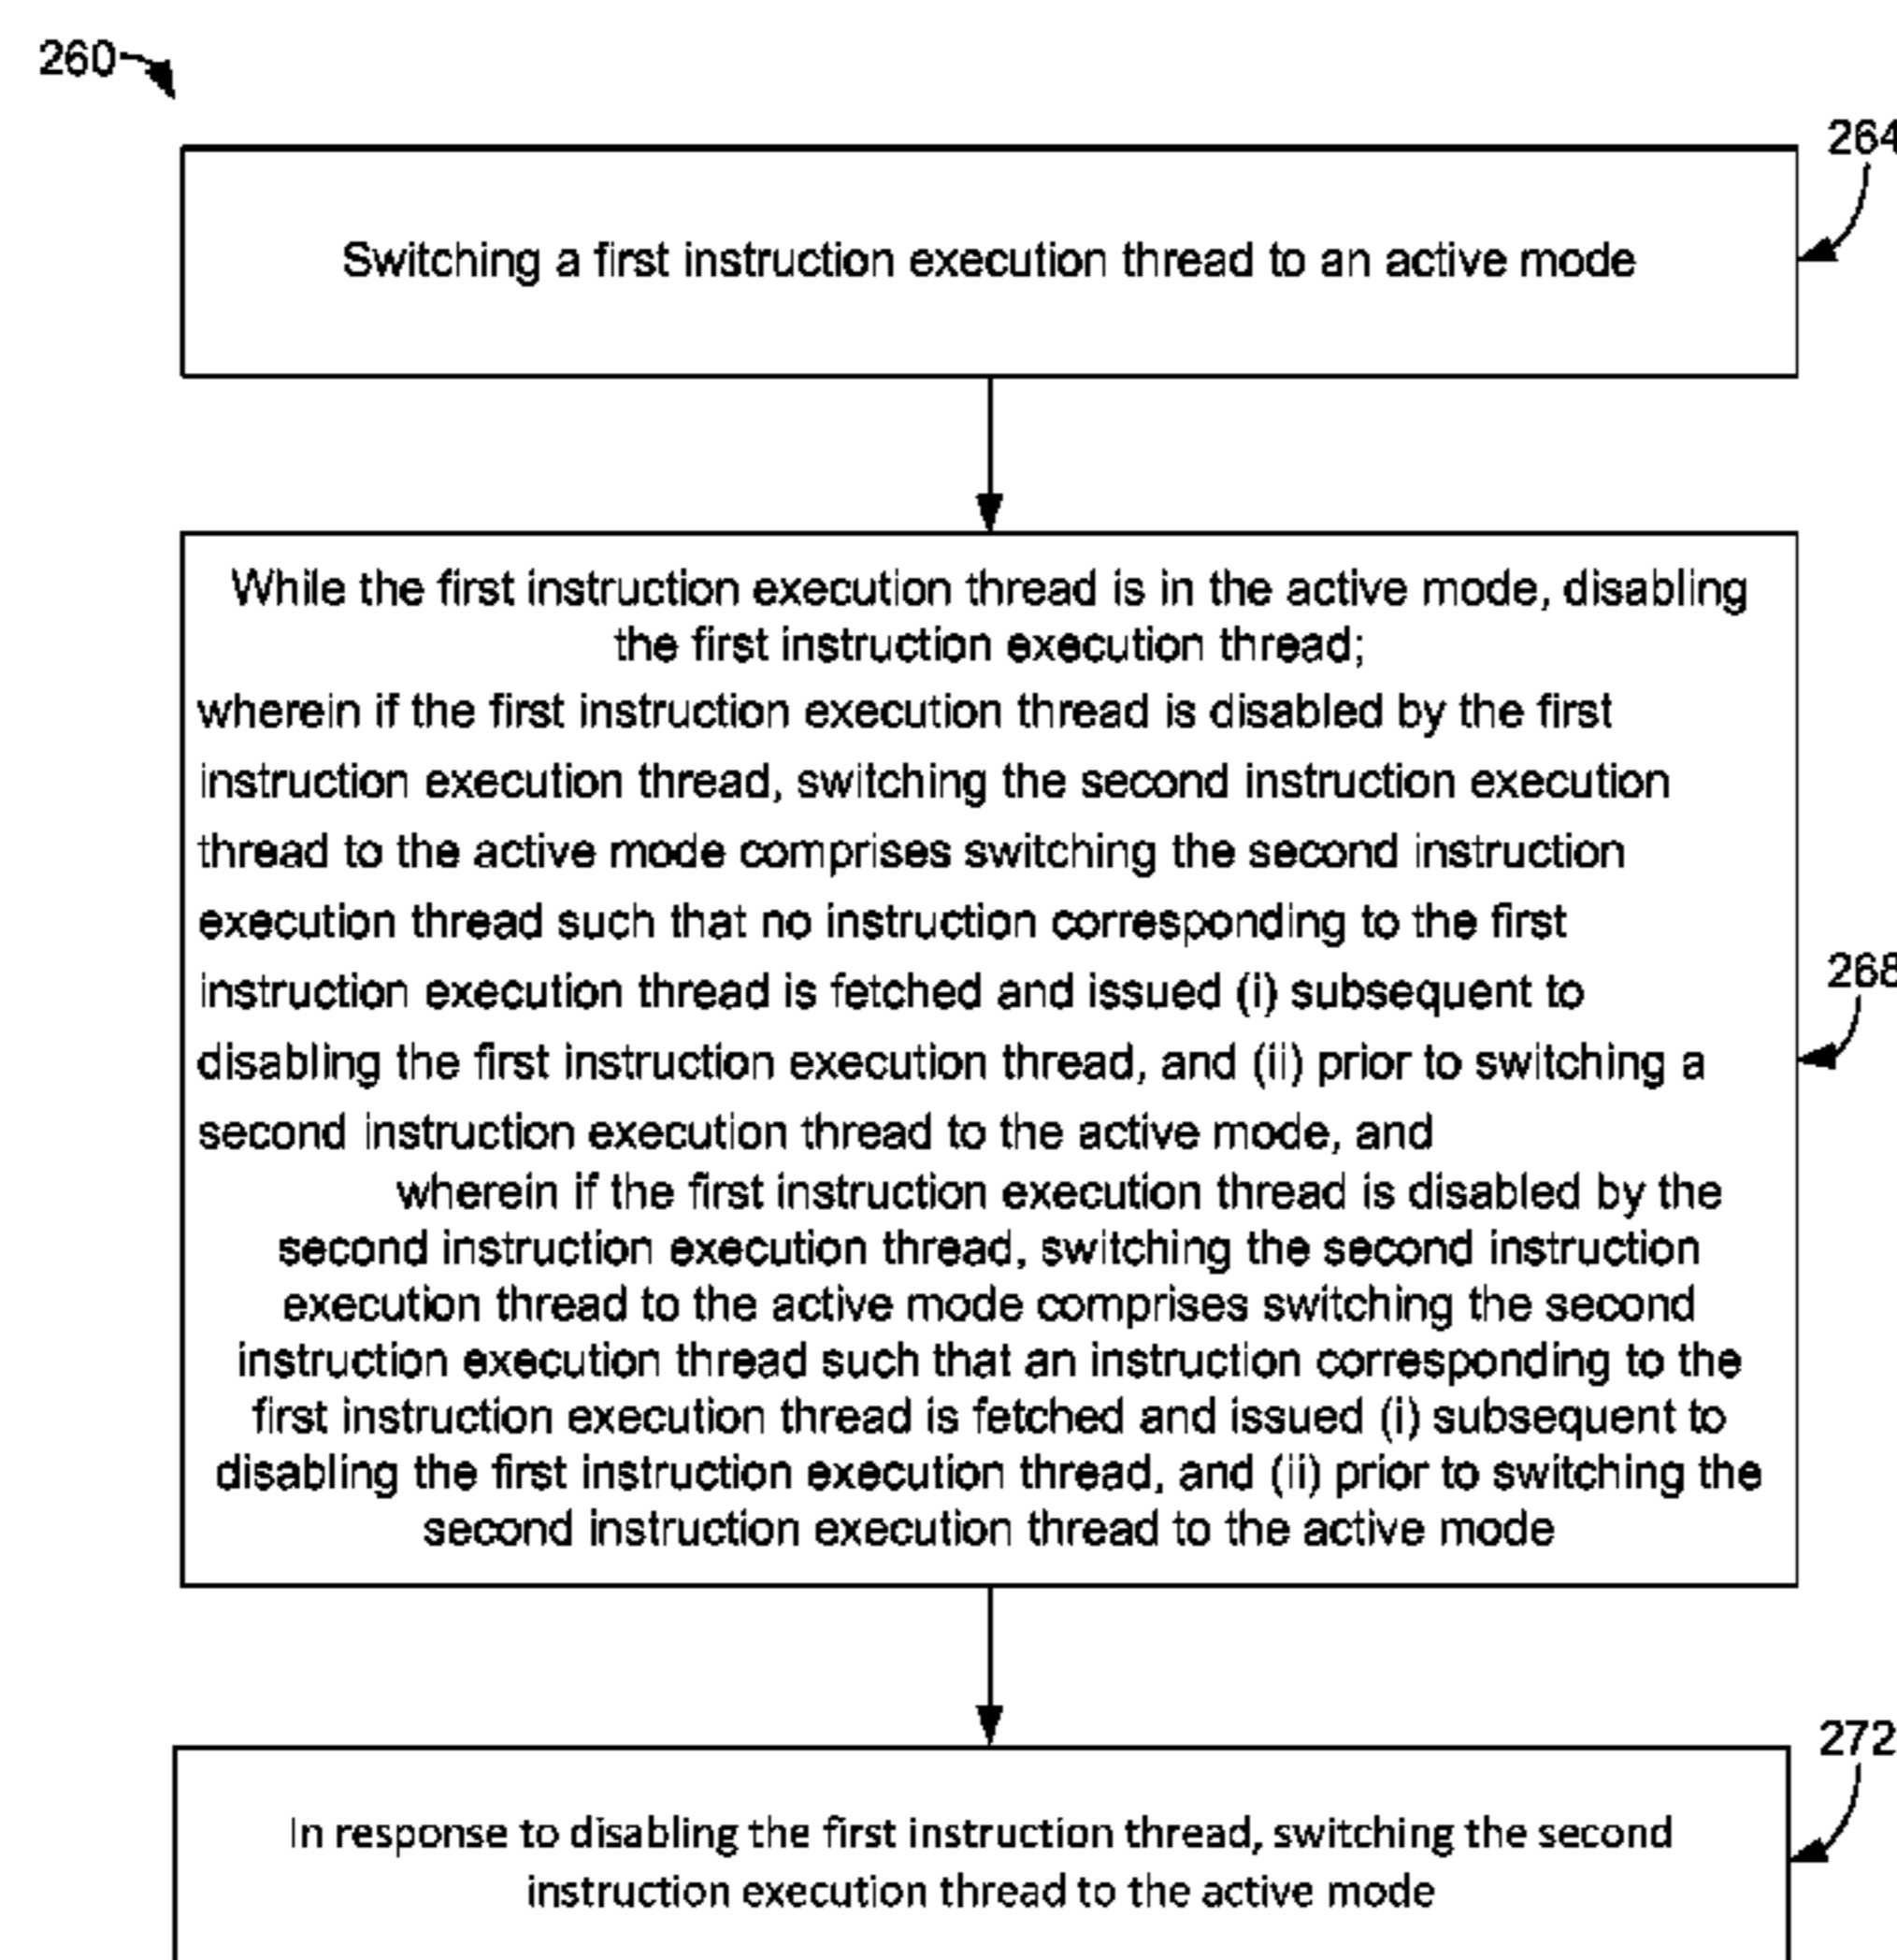 260
264
Switching a first instruction execution thread to an active mode
While the first instruction execution thread is in the active mode, disabling
the first instruction execution thread;
wherein if the first instruction execution thread is disabled by the first
instruction execution thread, switching the second instruction execution
thread to the active mode comprises switching the second instruction
execution thread such that no instruction corresponding to the first
instruction execution thread is fetched and issued (i) subsequent to
268
disabling the first instruction execution thread, and (ii) prior to switching a
second instruction execution thread to the active mode, and
wherein if the first instruction execution thread is disabled by the
second instruction execution thread, switching the second instruction
execution thread to the active mode comprises switching the second
instruction execution thread such that an instruction corresponding to the
first instruction execution thread is fetched and issued (i) subsequent to
disabling the first instruction execution thread, and (ii) prior to switching the
second instruction execution thread to the active mode
272
In response to disabling the first instruction thread, switching the second
instruction execution thread to the active mode